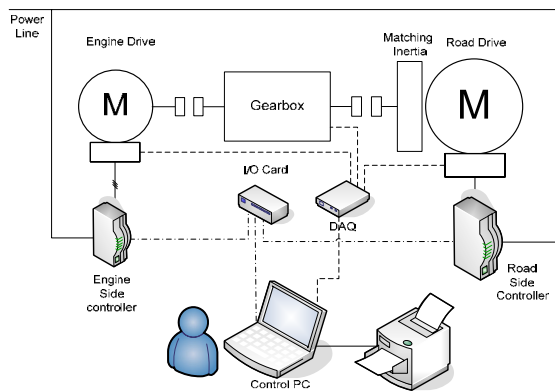 Power
Line
Engine Drive
Matching
Inertia
Road Drive
M
Gearbox
M
I/O Card
DAQ
Engine
Side
controller
Road
Side
Controller
Control PC